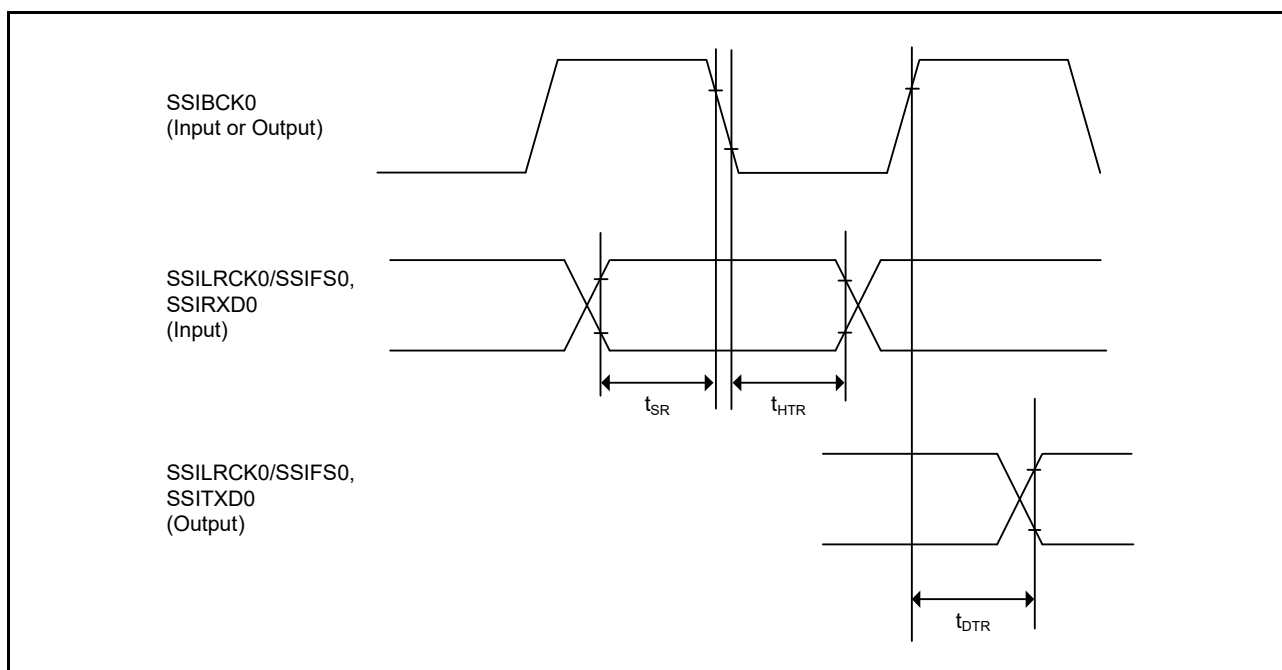 SSIBCK0
(Input or Output)
SSILRCK0/SSIFS0,
SSIRXD0
(Input)
tSR
tHTR
SSILRCK0/SSIFS0,
SSITXD0
(Output)
tDTR